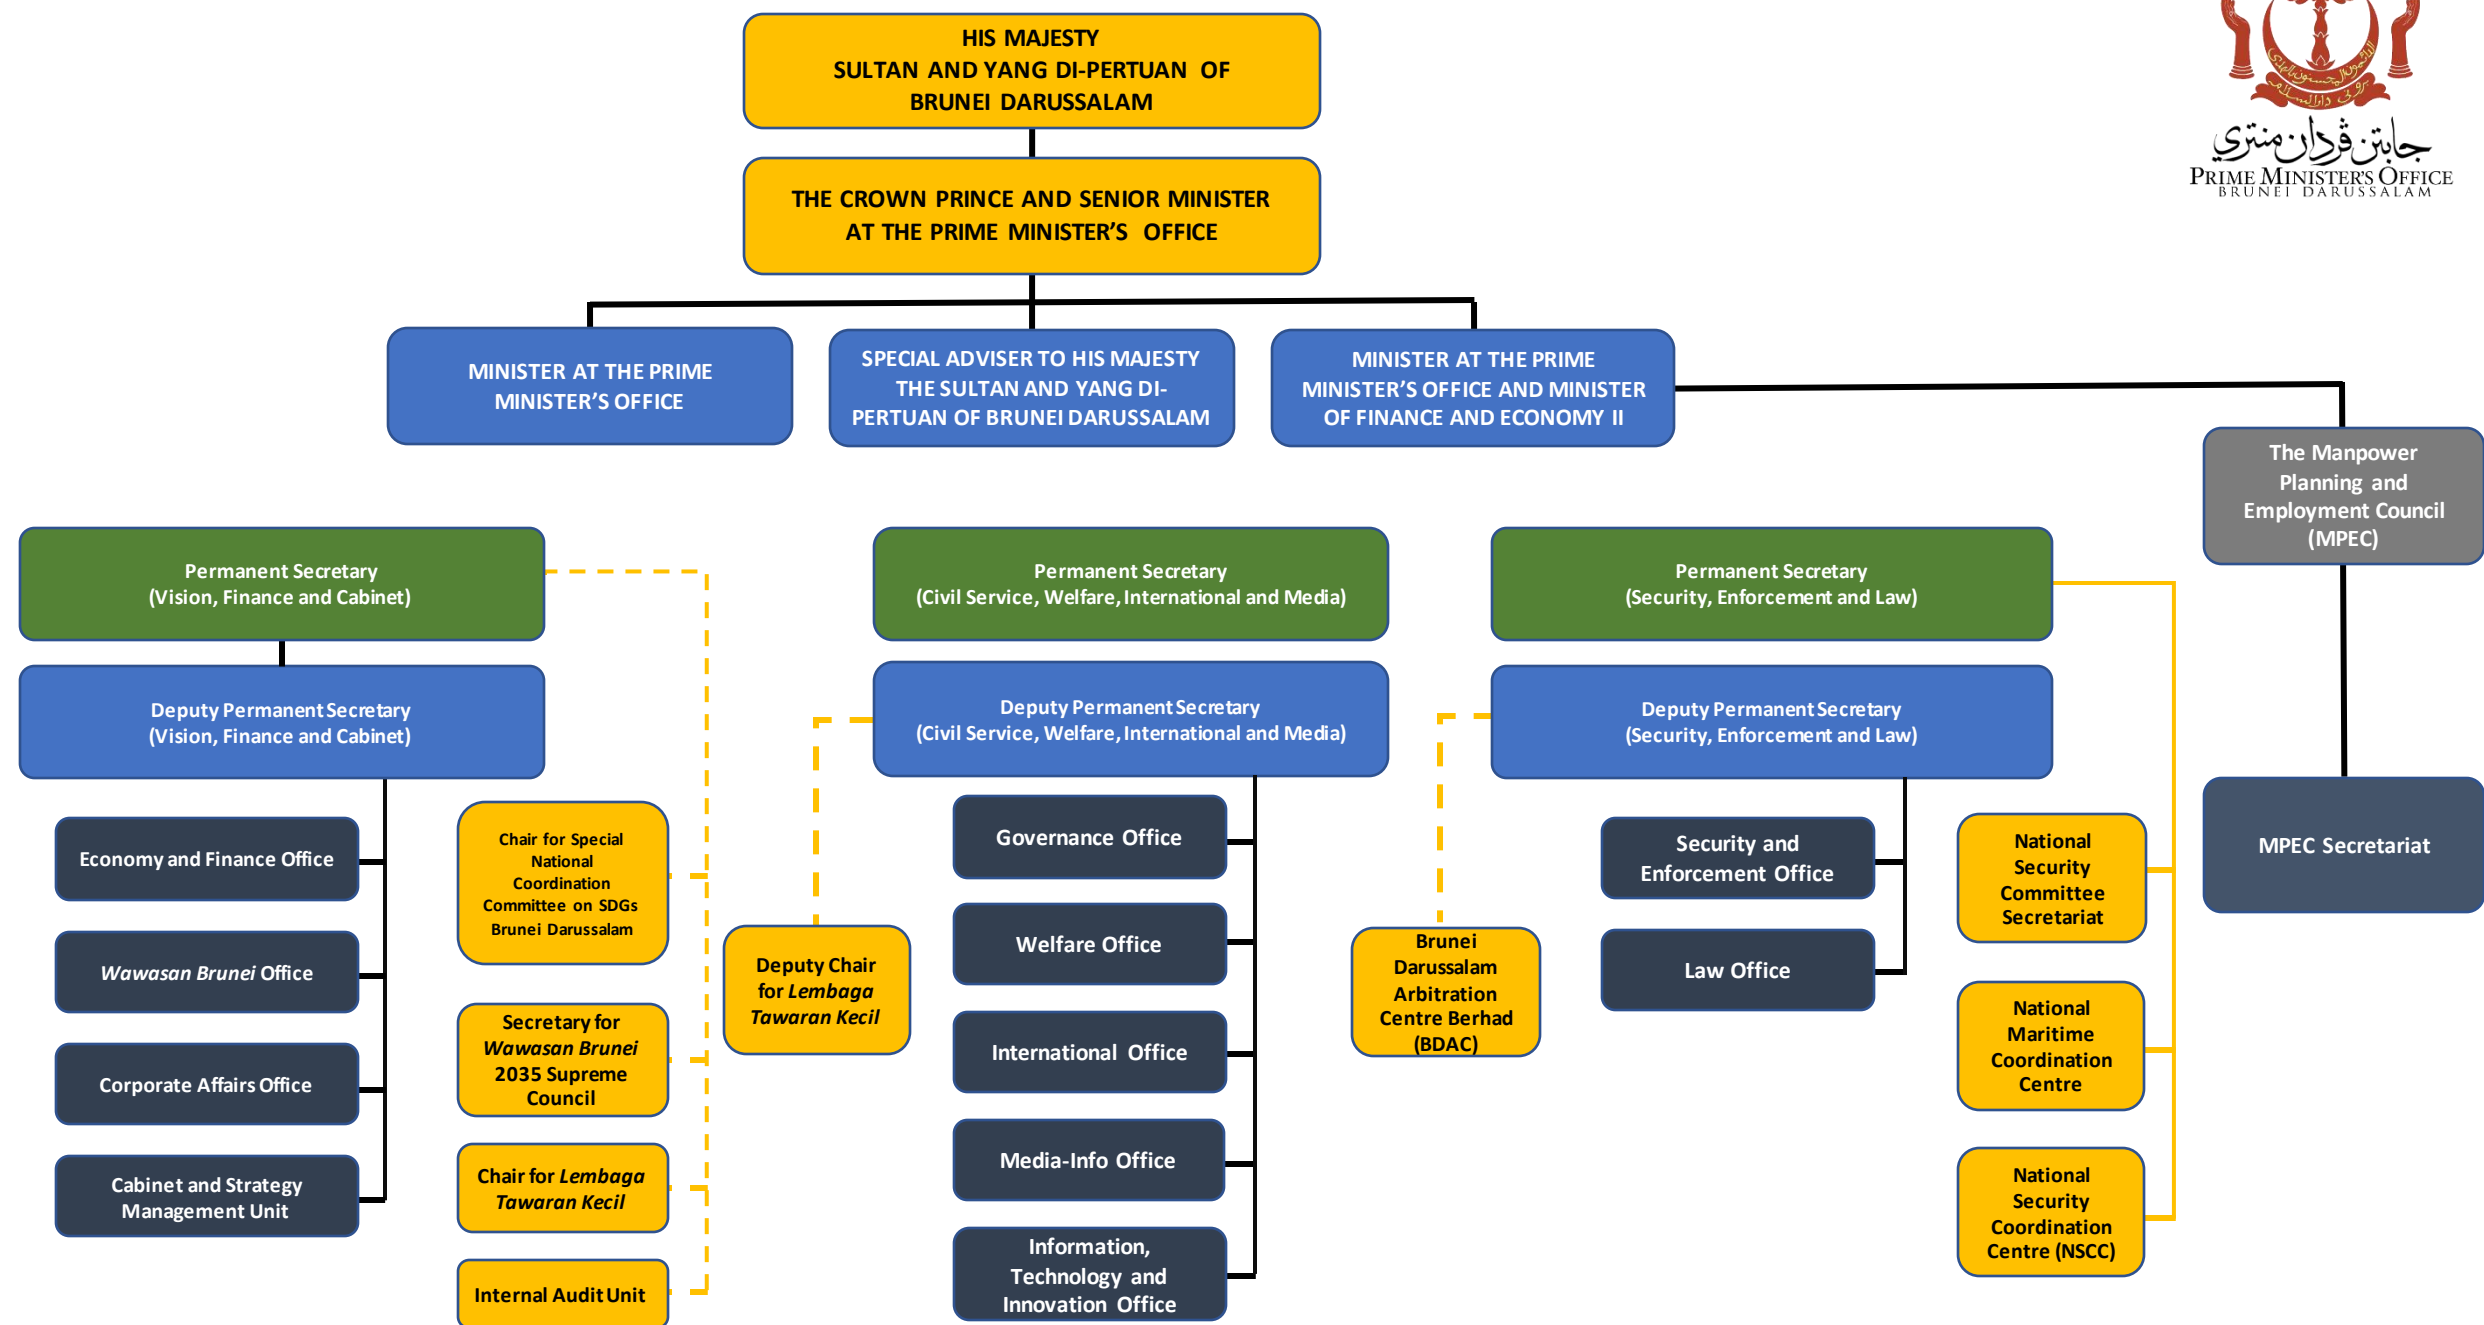 HIS MAJESTY
SULTAN AND YANG DI-PERTUAN OF
BRUNEI DARUSSALAM
جابتن ڤردان منتري
PRIME MINISTER'S OFFICE
BRUNEI DARUSSALAM
THE CROWN PRINCE AND SENIOR MINISTER
AT THE PRIME MINISTER’S OFFICE
MINISTER AT THE PRIME
MINISTER’S OFFICE
SPECIAL ADVISER TO HIS MAJESTY
THE SULTAN AND YANG DI-
PERTUAN OF BRUNEI DARUSSALAM
MINISTER AT THE PRIME
MINISTER’S OFFICE AND MINISTER
OF FINANCE AND ECONOMY II
The Manpower
Planning and
Employment Council
(MPEC)
Permanent Secretary
(Vision, Finance and Cabinet)
Permanent Secretary
(Civil Service, Welfare, International and Media)
Permanent Secretary
(Security, Enforcement and Law)
Deputy Permanent Secretary
(Vision, Finance and Cabinet)
Deputy Permanent Secretary
(Civil Service, Welfare, International and Media)
Deputy Permanent Secretary
(Security, Enforcement and Law)
Economy and Finance Office
Wawasan Brunei Office
Corporate Affairs Office
Cabinet and Strategy
Management Unit
Chair for Special
National
Coordination
Committee on SDGs
Brunei Darussalam
Secretary for
Wawasan Brunei
2035 Supreme
Council
Chair for Lembaga
Tawaran Kecil
Internal Audit Unit
Deputy Chair
for Lembaga
Tawaran Kecil
Governance Office
Welfare Office
International Office
Media-Info Office
Information,
Technology and
Innovation Office
Brunei
Darussalam
Arbitration
Centre Berhad
(BDAC)
Security and
Enforcement Office
Law Office
National
Security
Committee
Secretariat
National
Maritime
Coordination
Centre
National
Security
Coordination
Centre (NSCC)
MPEC Secretariat